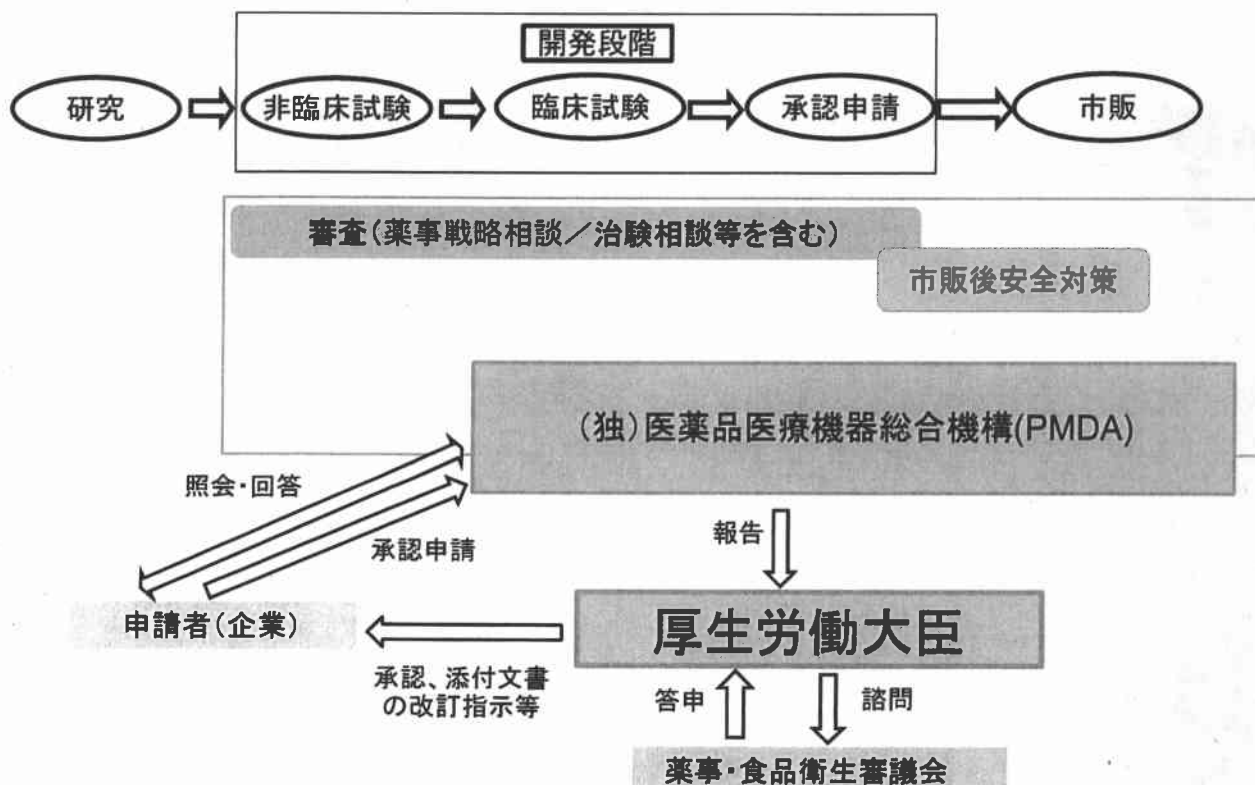 開発段階
研究
非臨床試験
臨床試験
承認申請
市販
審査(薬事戦略相談／治験相談等を含む)
市販後安全対策
(独)医薬品医療機器総合機構(PMDA)
照会・回答
承認申請
報告
申請者(企業)
厚生労働大臣
承認、添付文書
の改訂指示等
答申
諮問
薬事・食品衛生審議会